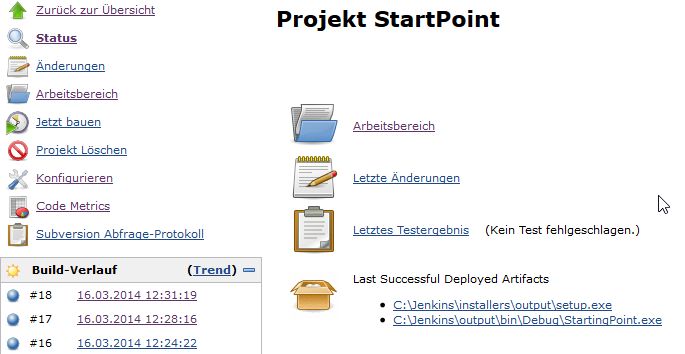 Zurück zur Übersicht
Status
Änderungen
Arbeitsbereich
Jetzt bauen
Projekt Löschen
Konfigurieren
Code Metrics
Subversion Abfrage-Protokoll
Build-Verlauf (Trend)
#18 16.03.2014 12:31:19
#17 16.03.2014 12:28:16
#16 16.03.2014 12:24:22
Projekt StartPoint
Arbeitsbereich
Letzte Änderungen
Letztes Testergebnis (Kein Test fehlgeschlagen.)
Last Successful Deployed Artifacts
C:\Jenkins\installers\output\setup.exe
C:\Jenkins\output\bin\Debug\StartingPoint.exe